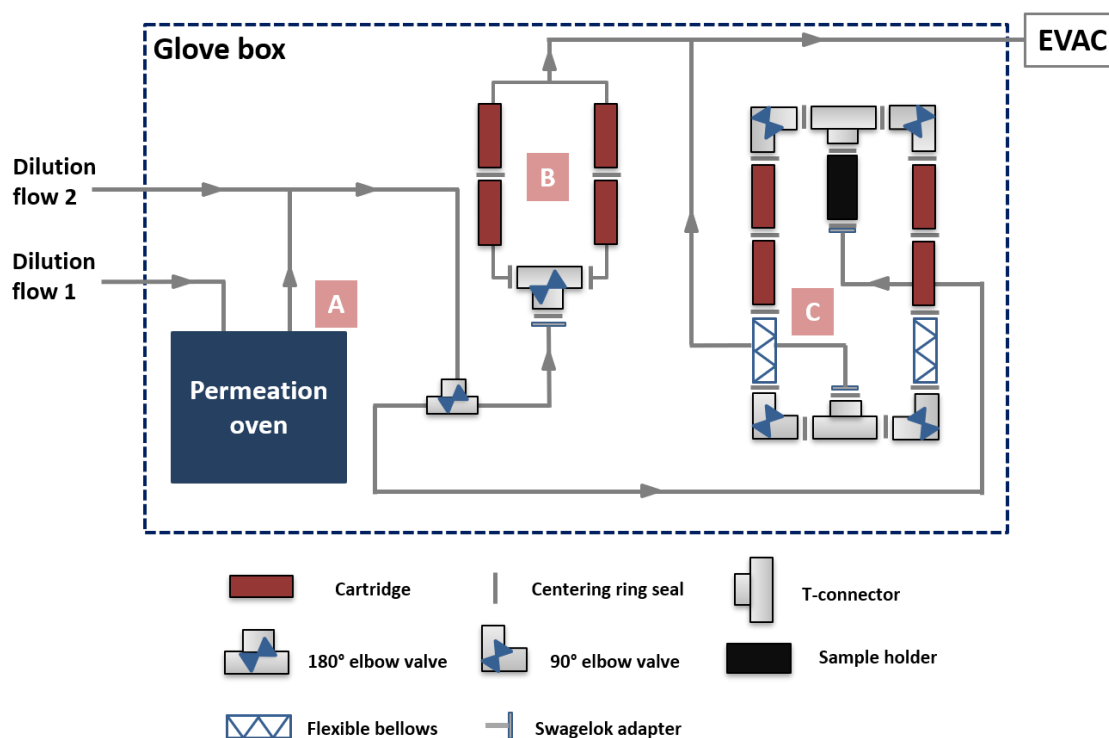 Glove box
EVAC
Dilution
flow 2
Dilution
flow 1
A
B
C
Permeation
oven
Cartridge
Centering ring seal
T-connector
180° elbow valve
90° elbow valve
Sample holder
Flexible bellows
Swagelok adapter